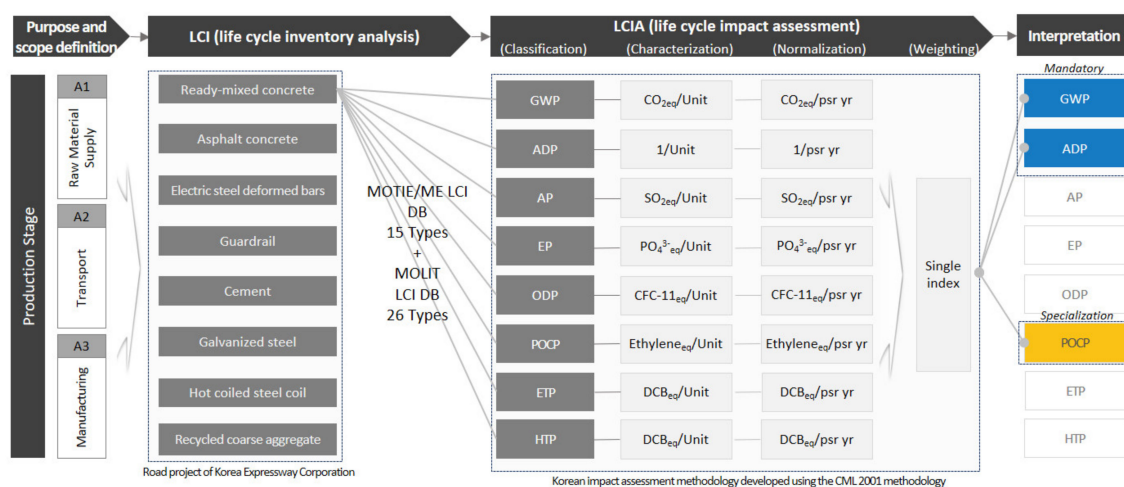 Purpose and
scope definition
LCI (life cycle inventory analysis)
LCIA (life cycle impact assessment)
(Classification)
(Characterization)
(Normalization)
(Weighting)
Interpretation
Production Stage
A1
Raw Material
Supply
A2
Transport
A3
Manufacturing
Ready-mixed concrete
Asphalt concrete
Electric steel deformed bars
Guardrail
Cement
Galvanized steel
Hot coiled steel coil
Recycled coarse aggregate
Road project of Korea Expressway Corporation
MOTIE/ME LCI
DB
15 Types
+
MOLIT
LCI DB
26 Types
GWP
CO2eq/Unit
CO2eq/psr yr
ADP
1/Unit
1/psr yr
AP
SO2eq/Unit
SO2eq/psr yr
EP
PO4³⁻eq/Unit
PO4³⁻eq/psr yr
ODP
CFC-11eq/Unit
CFC-11eq/psr yr
POCP
Ethyleneeq/Unit
Ethyleneeq/psr yr
ETP
DCBeq/Unit
DCBeq/psr yr
HTP
DCBeq/Unit
DCBeq/psr yr
Single
index
Korean impact assessment methodology developed using the CML 2001 methodology
Mandatory
GWP
ADP
AP
EP
ODP
Specialization
POCP
ETP
HTP